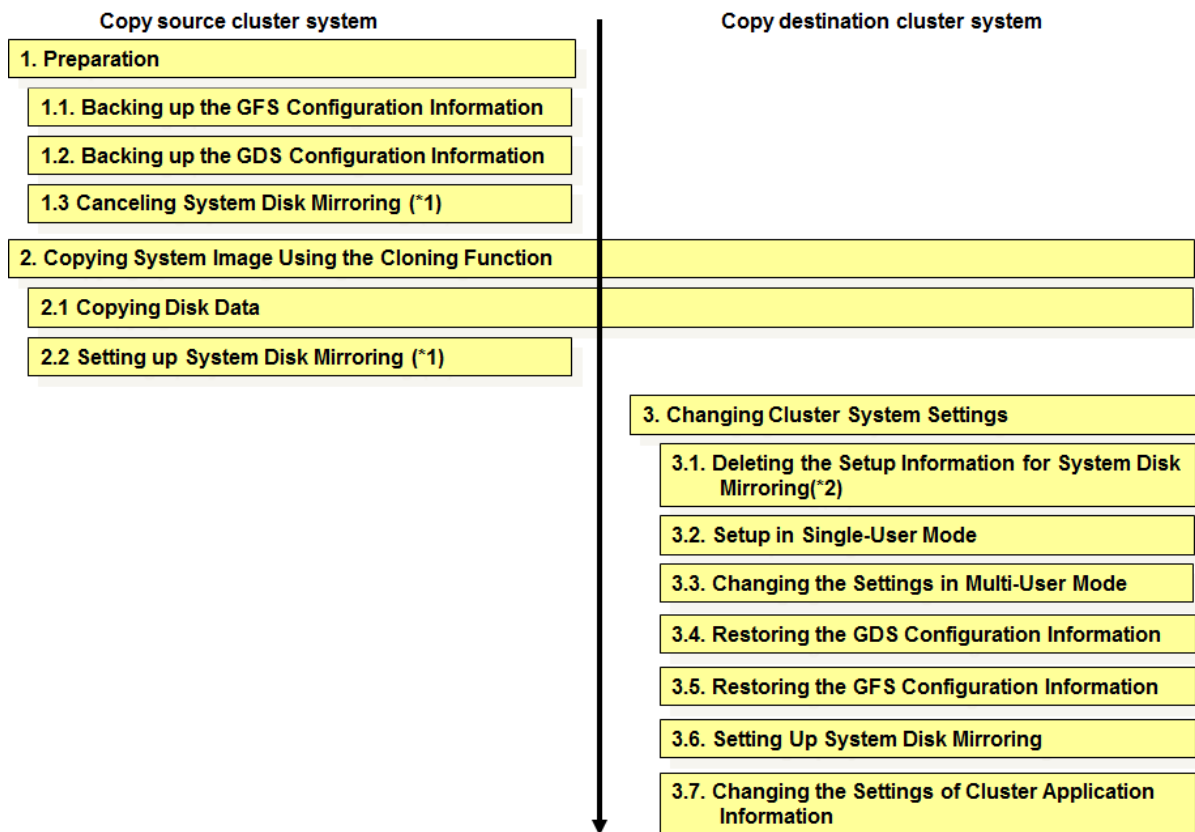 Copy source cluster system
Copy destination cluster system
1. Preparation
1.1. Backing up the GFS Configuration Information
1.2. Backing up the GDS Configuration Information
1.3 Canceling System Disk Mirroring (*1)
2. Copying System Image Using the Cloning Function
2.1 Copying Disk Data
2.2 Setting up System Disk Mirroring (*1)
3. Changing Cluster System Settings
3.1. Deleting the Setup Information for System Disk
Mirroring(*2)
3.2. Setup in Single-User Mode
3.3. Changing the Settings in Multi-User Mode
3.4. Restoring the GDS Configuration Information
3.5. Restoring the GFS Configuration Information
3.6. Setting Up System Disk Mirroring
3.7. Changing the Settings of Cluster Application
Information